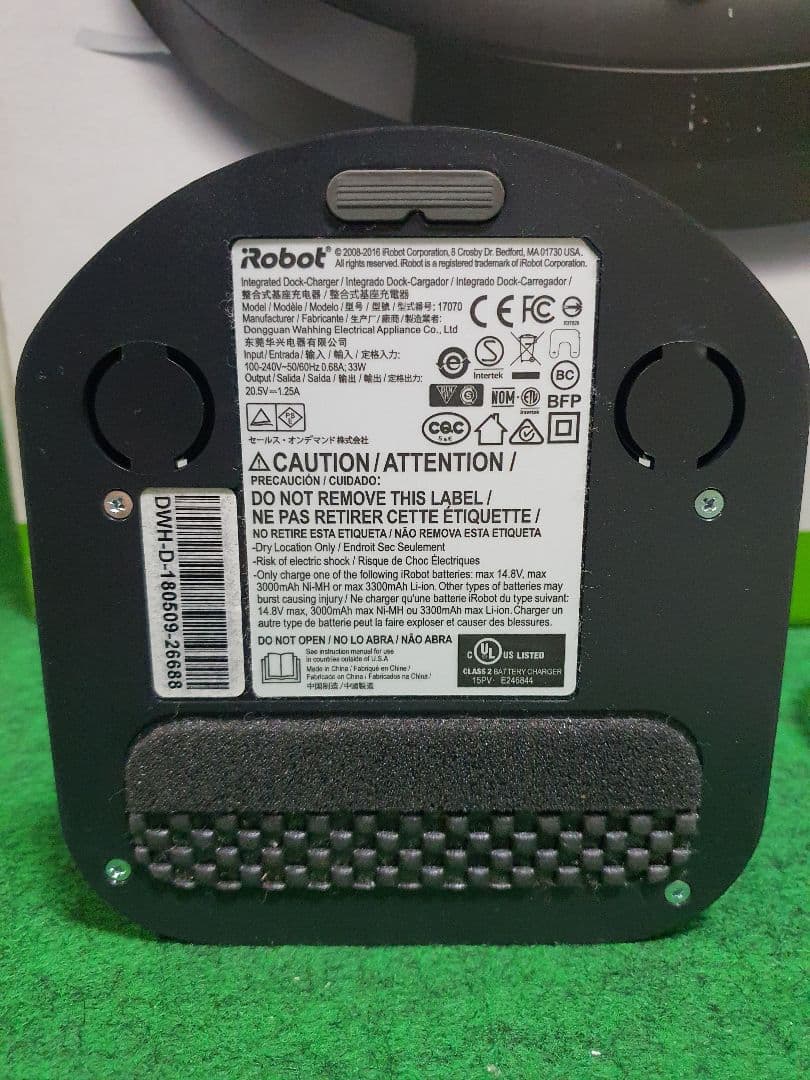 iRobot® © 2008-2016 iRobot Corporation, 8 Crosby Dr. Bedford, MA 01730 USA.
All rights reserved. iRobot is a registered trademark of iRobot Corporation.
Integrated Dock-Charger / Integrado Dock-Cargador / Integrado Dock-Carregador /
整合式基座充电器 / 整合式基座充電器
Model / Modèle / Modelo / 型号 / 型號 / 型式番号: 17070
Manufacturer / Fabricante / 生产厂 / 廠商 / 製造業者:
Dongguan Wahhing Electrical Appliance Co., Ltd
东莞华兴电器有限公司
Input / Entrada / 输入 / 輸入 / 定格入力:
100-240V~50/60Hz 0.68A; 33W
Output / Salida / Saída / 输出 / 輸出 / 定格出力:
20.5V⎓1.25A
CE FC
S
Intertek
BC
NOM-ETL
Intertek
BFP
CQC
PSE
セールス・オンデマンド株式会社
⚠ CAUTION / ATTENTION /
PRECAUCIÓN / CUIDADO:
DO NOT REMOVE THIS LABEL /
NE PAS RETIRER CETTE ÉTIQUETTE /
NO RETIRE ESTA ETIQUETA / NÃO REMOVA ESTA ETIQUETA
-Dry Location Only / Endroit Sec Seulement
-Risk of electric shock / Risque de Choc Électriques
-Only charge one of the following iRobot batteries: max 14.8V, max
3000mAh Ni-MH or max 3300mAh Li-ion. Other types of batteries may
burst causing injury / Ne charger qu'une batterie iRobot du type suivant:
14.8V max, 3000mAh max Ni-MH ou 3300mAh max Li-ion. Charger un
autre type de batterie peut la faire exploser et causer des blessures.
DO NOT OPEN / NO LO ABRA / NÃO ABRA
See instruction manual for use
in countries outside of U.S.A
Made in China / Fabriqué en Chine /
Fabricado en China / Fabricados na China /
中国制造 / 中國製造
C UL US LISTED
CLASS 2 BATTERY CHARGER
15PV E246844
DWH-D-180509-26688